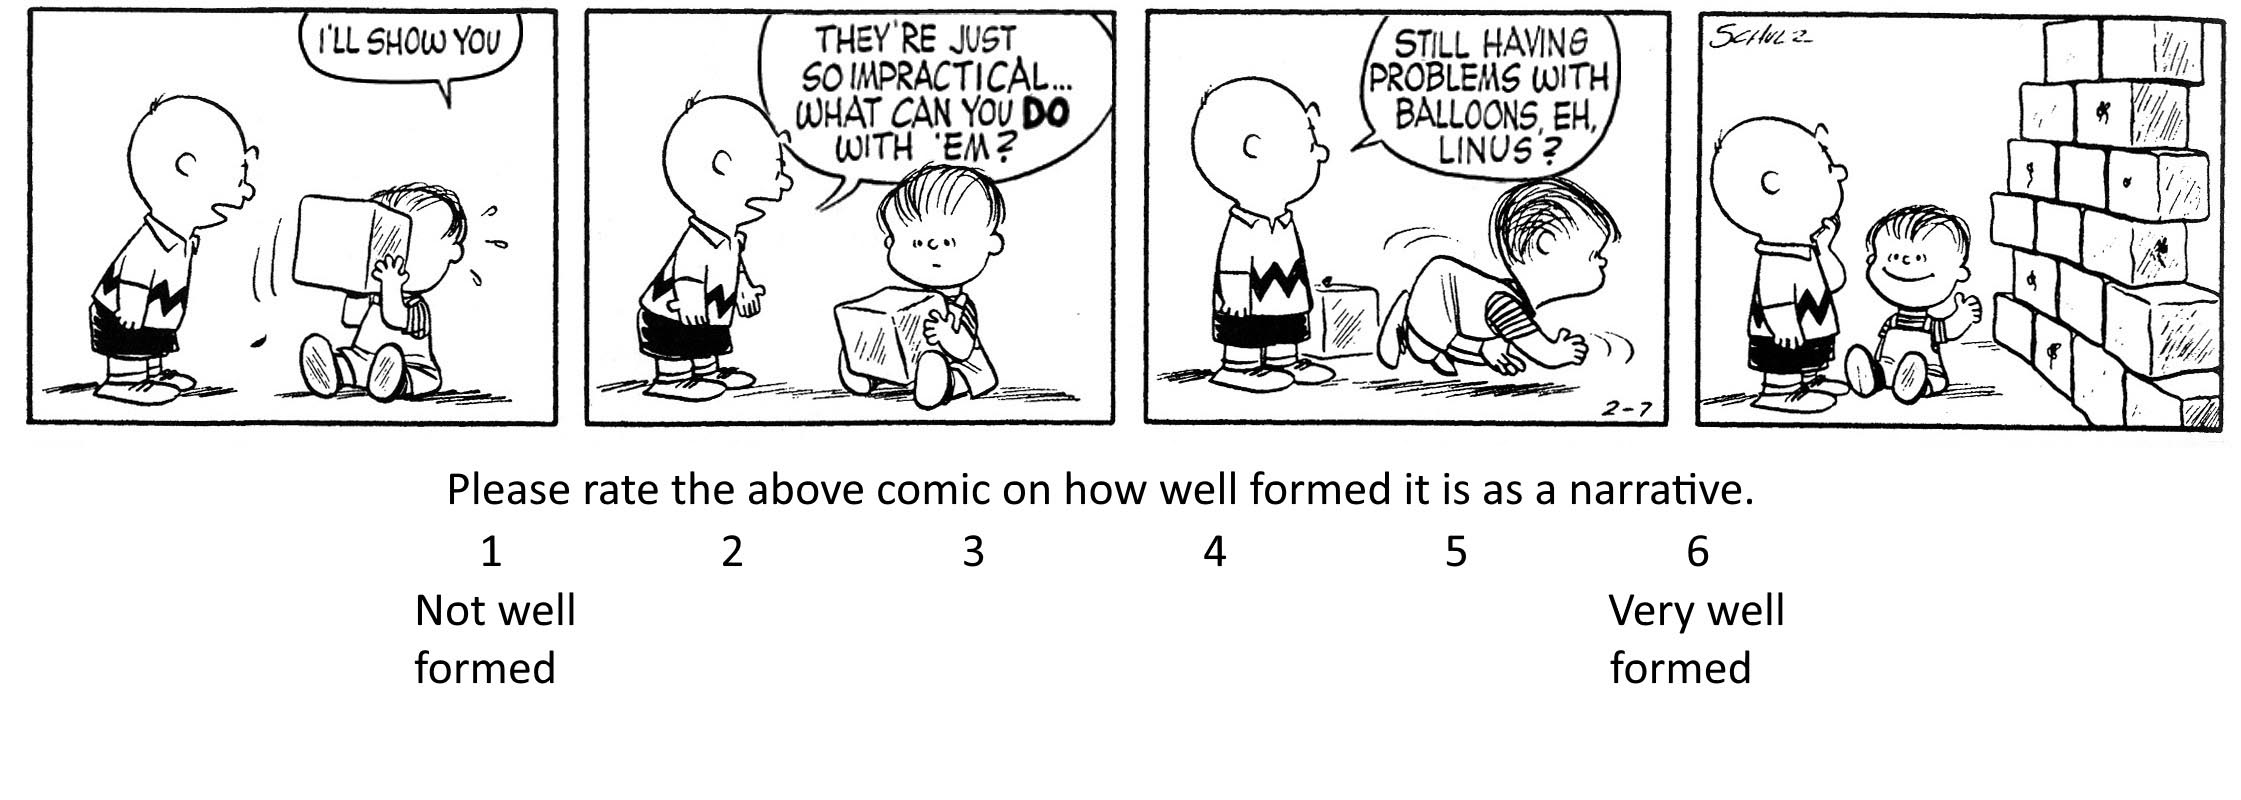 I'LL SHOW YOU
THEY'RE JUST
SO IMPRACTICAL...
WHAT CAN YOU DO
WITH 'EM?
STILL HAVING
PROBLEMS WITH
BALLOONS, EH,
LINUS?
2-7
SCHULZ
Please rate the above comic on how well formed it is as a narrative.
1 2 3 4 5 6
Not well
formed
Very well
formed